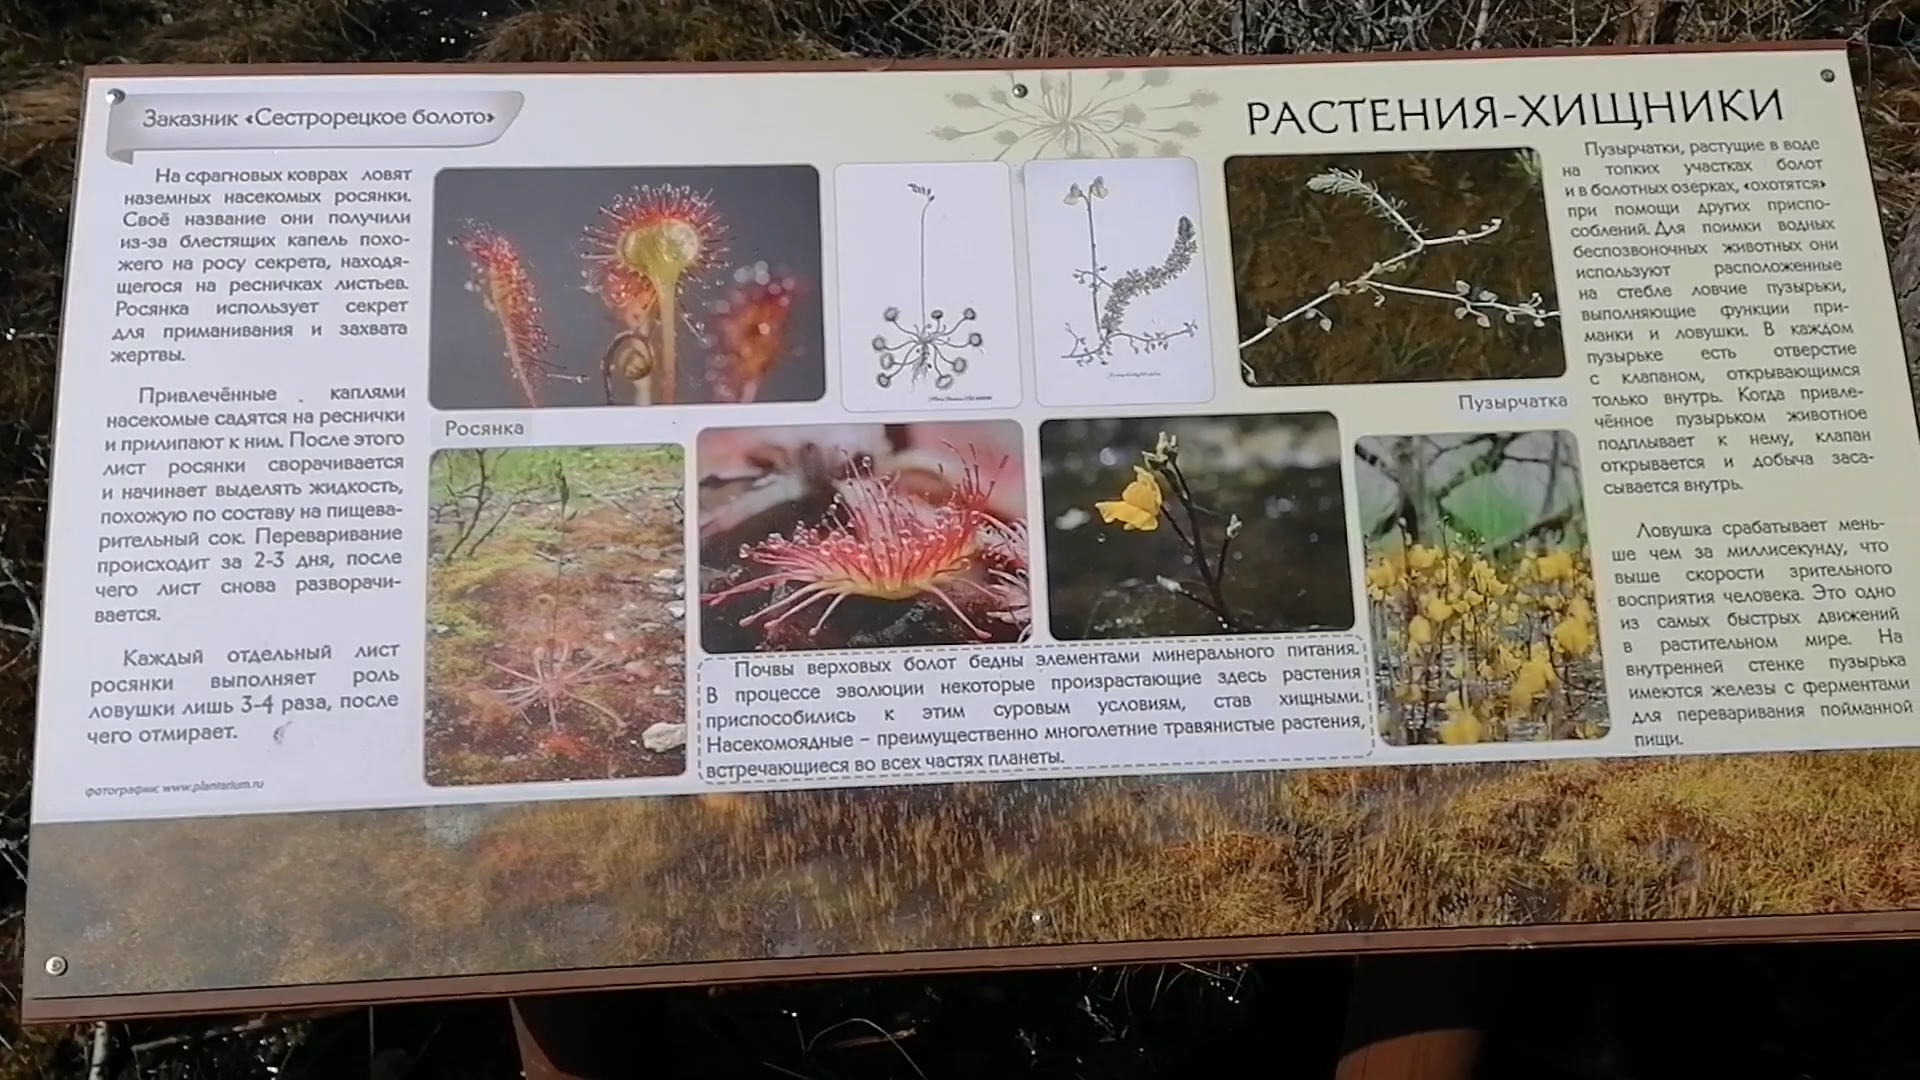 Заказник «Сестрорецкое болото»
РАСТЕНИЯ-ХИЩНИКИ
На сфагновых коврах ловят
наземных насекомых росянки.
Своё название они получили
из-за блестящих капель похо-
жего на росу секрета, находя-
щегося на ресничках листьев.
Росянка использует секрет
для приманивания и захвата
жертвы.
Привлечённые каплями
насекомые садятся на реснички
и прилипают к ним. После этого
лист росянки сворачивается
и начинает выделять жидкость,
похожую по составу на пищева-
рительный сок. Переваривание
происходит за 2-3 дня, после
чего лист снова разворачи-
вается.
Каждый отдельный лист
росянки выполняет роль
ловушки лишь 3-4 раза, после
чего отмирает.
фотографии: www.plantarium.ru
Росянка
Почвы верховых болот бедны элементами минерального питания.
В процессе эволюции некоторые произрастающие здесь растения
приспособились к этим суровым условиям, став хищными.
Насекомоядные – преимущественно многолетние травянистые растения,
встречающиеся во всех частях планеты.
Пузырчатка
Пузырчатки, растущие в воде
на топких участках болот
и в болотных озерках, «охотятся»
при помощи других приспо-
соблений. Для поимки водных
беспозвоночных животных они
используют расположенные
на стебле ловчие пузырьки,
выполняющие функции при-
манки и ловушки. В каждом
пузырьке есть отверстие
с клапаном, открывающимся
только внутрь. Когда привле-
чённое пузырьком животное
подплывает к нему, клапан
открывается и добыча заса-
сывается внутрь.
Ловушка срабатывает мень-
ше чем за миллисекунду, что
выше скорости зрительного
восприятия человека. Это одно
из самых быстрых движений
в растительном мире. На
внутренней стенке пузырька
имеются железы с ферментами
для переваривания пойманной
пищи.